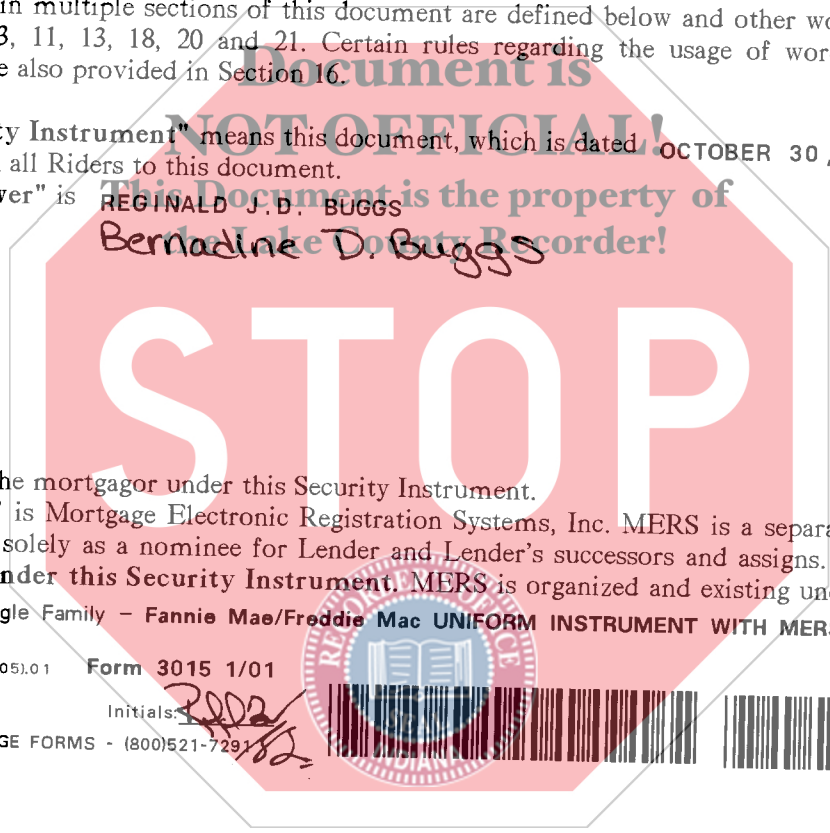 in multiple sections of this document are defined below and other wo
3, 11, 13, 18, 20 and 21. Certain rules regarding the usage of wor
e also provided in Section 16.
Document is
ty Instrument" means this document, which is dated OCTOBER 30,
NOT OFFICIAL!
all Riders to this document.
ver" is REGINALD J.D. BUGGS
This Document is the property of
Bernadine D. Buggs
the Lake County Recorder!
STOP
he mortgagor under this Security Instrument.
is Mortgage Electronic Registration Systems, Inc. MERS is a separa
solely as a nominee for Lender and Lender's successors and assigns.
nder this Security Instrument. MERS is organized and existing un
gle Family – Fannie Mae/Freddie Mac UNIFORM INSTRUMENT WITH MERS
RECORDER'S OFFICE
05).01 Form 3015 1/01
Initials:
SEAL
GE FORMS - (800)521-7291
INDIANA